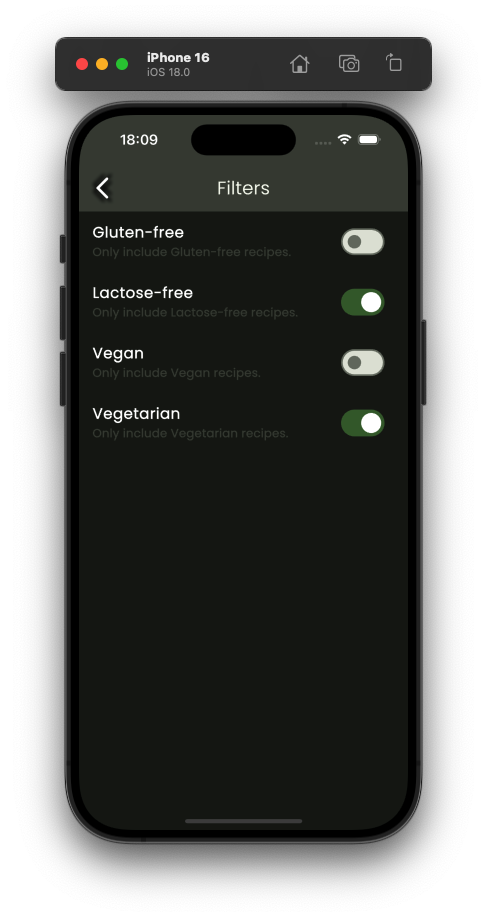 iPhone 16
iOS 18.0
18:09
Filters
Gluten-free
Only include Gluten-free recipes.
Lactose-free
Only include Lactose-free recipes.
Vegan
Only include Vegan recipes.
Vegetarian
Only include Vegetarian recipes.